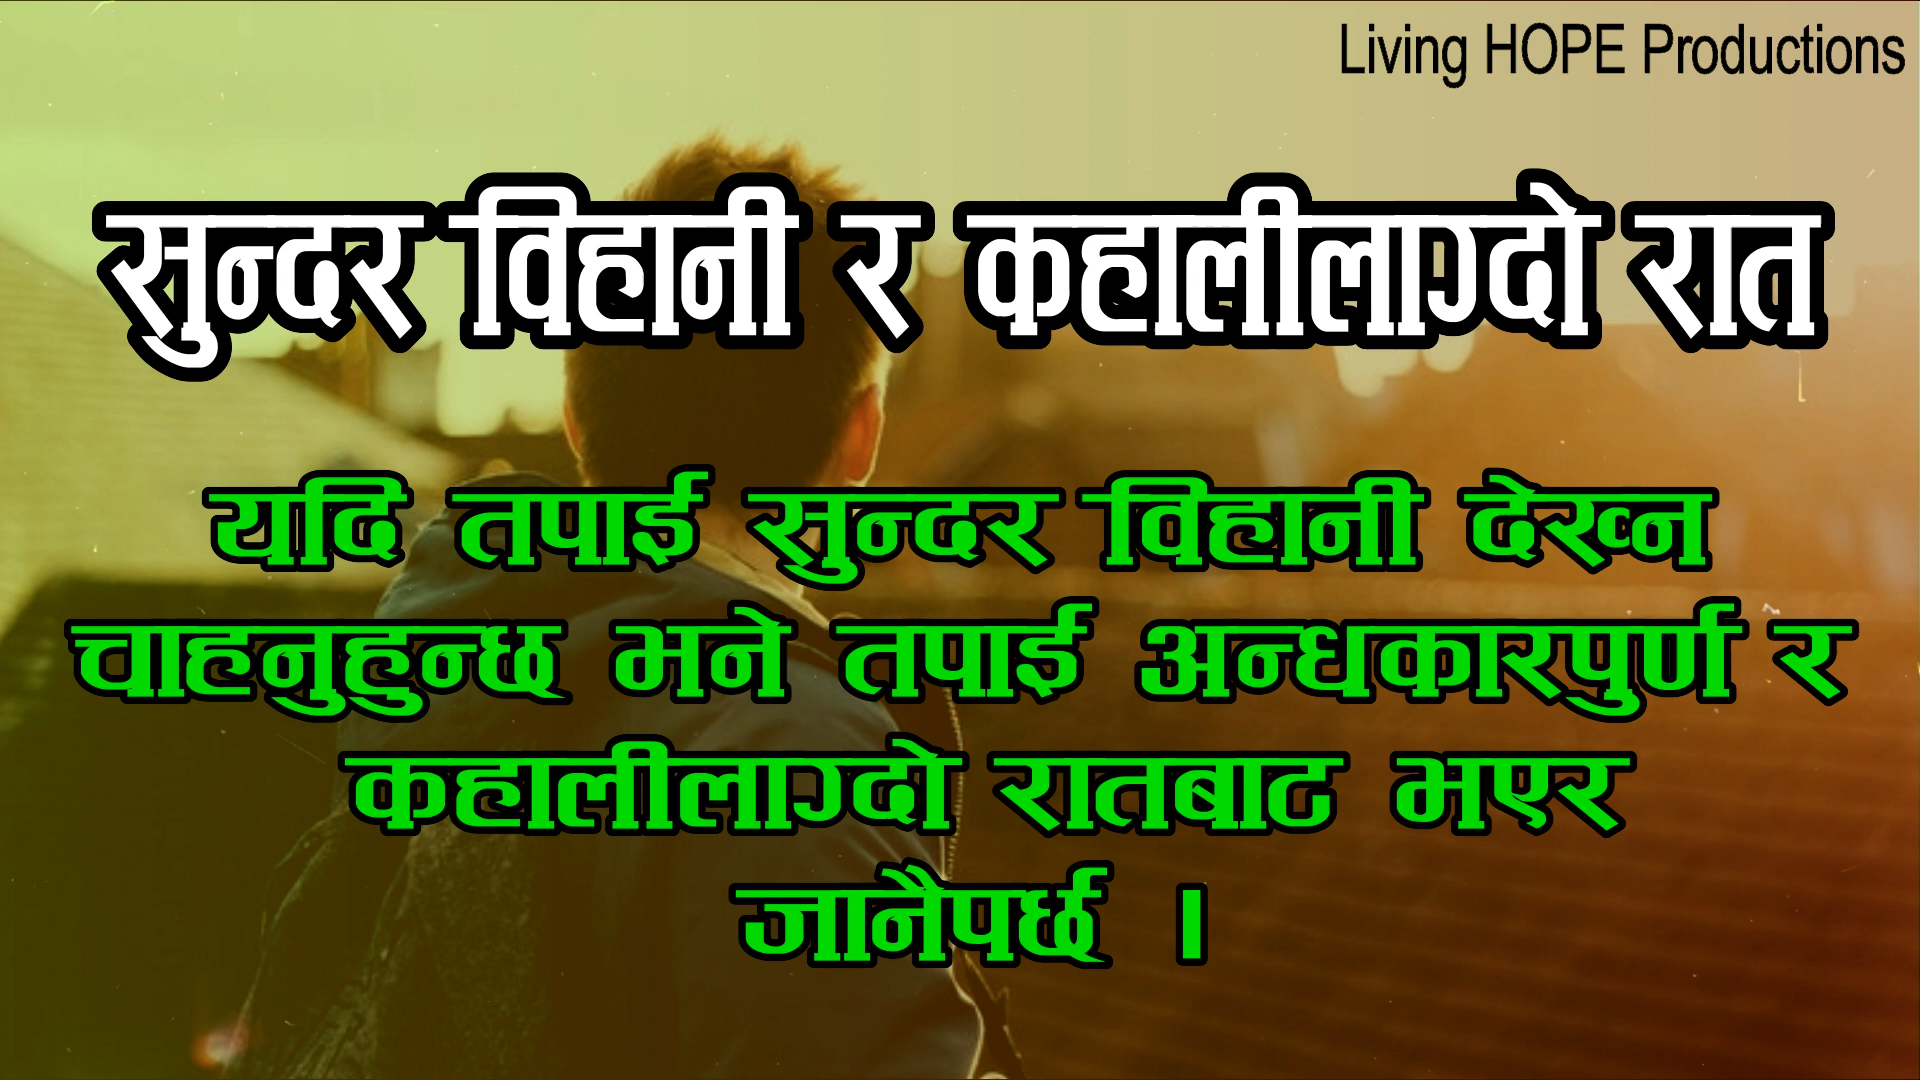 Living HOPE Productions
सुन्दर विहानी र कहालीलाग्दो रात
यदि तपाई सुन्दर विहानी देख्न
चाहनुहुन्छ भने तपाई अन्धकारपुर्ण र
कहालीलाग्दो रातबाट भएर
जानैपर्छ ।